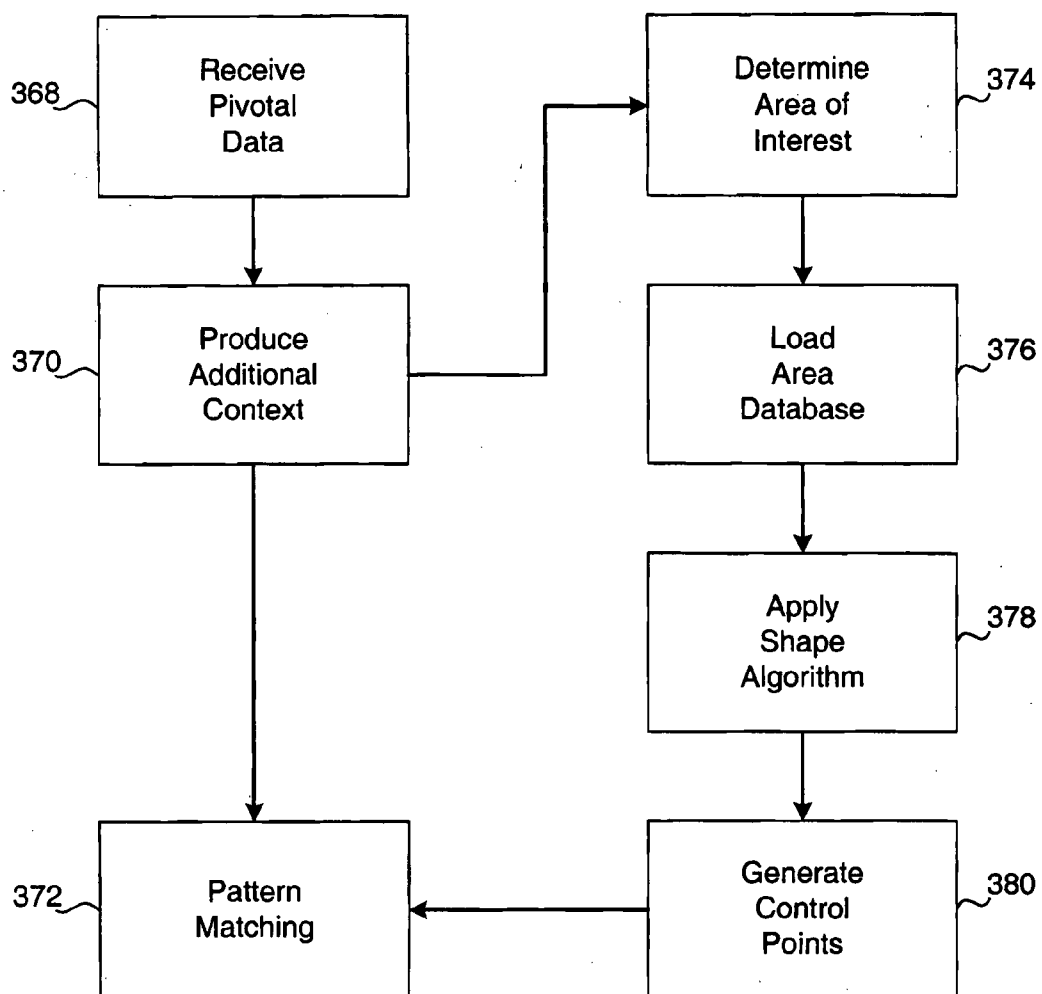 368
Receive
Pivotal
Data
370
Produce
Additional
Context
372
Pattern
Matching
374
Determine
Area of
Interest
376
Load
Area
Database
378
Apply
Shape
Algorithm
380
Generate
Control
Points